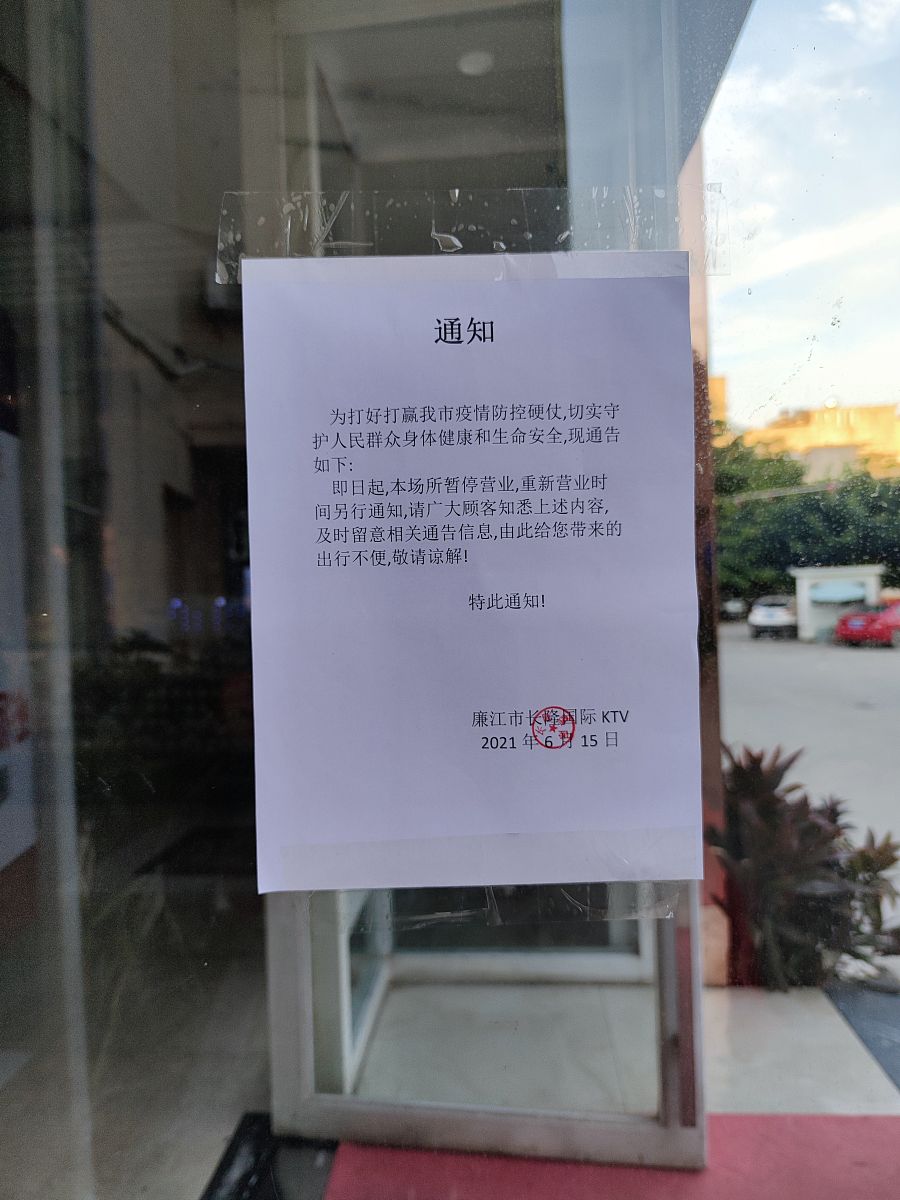 通知
为打好打赢我市疫情防控硬仗,切实守
护人民群众身体健康和生命安全,现通告
如下:
即日起,本场所暂停营业,重新营业时
间另行通知,请广大顾客知悉上述内容,
及时留意相关通告信息,由此给您带来的
出行不便,敬请谅解!
特此通知!
廉江市长隆国际 KTV
2021 年 6 月 15 日